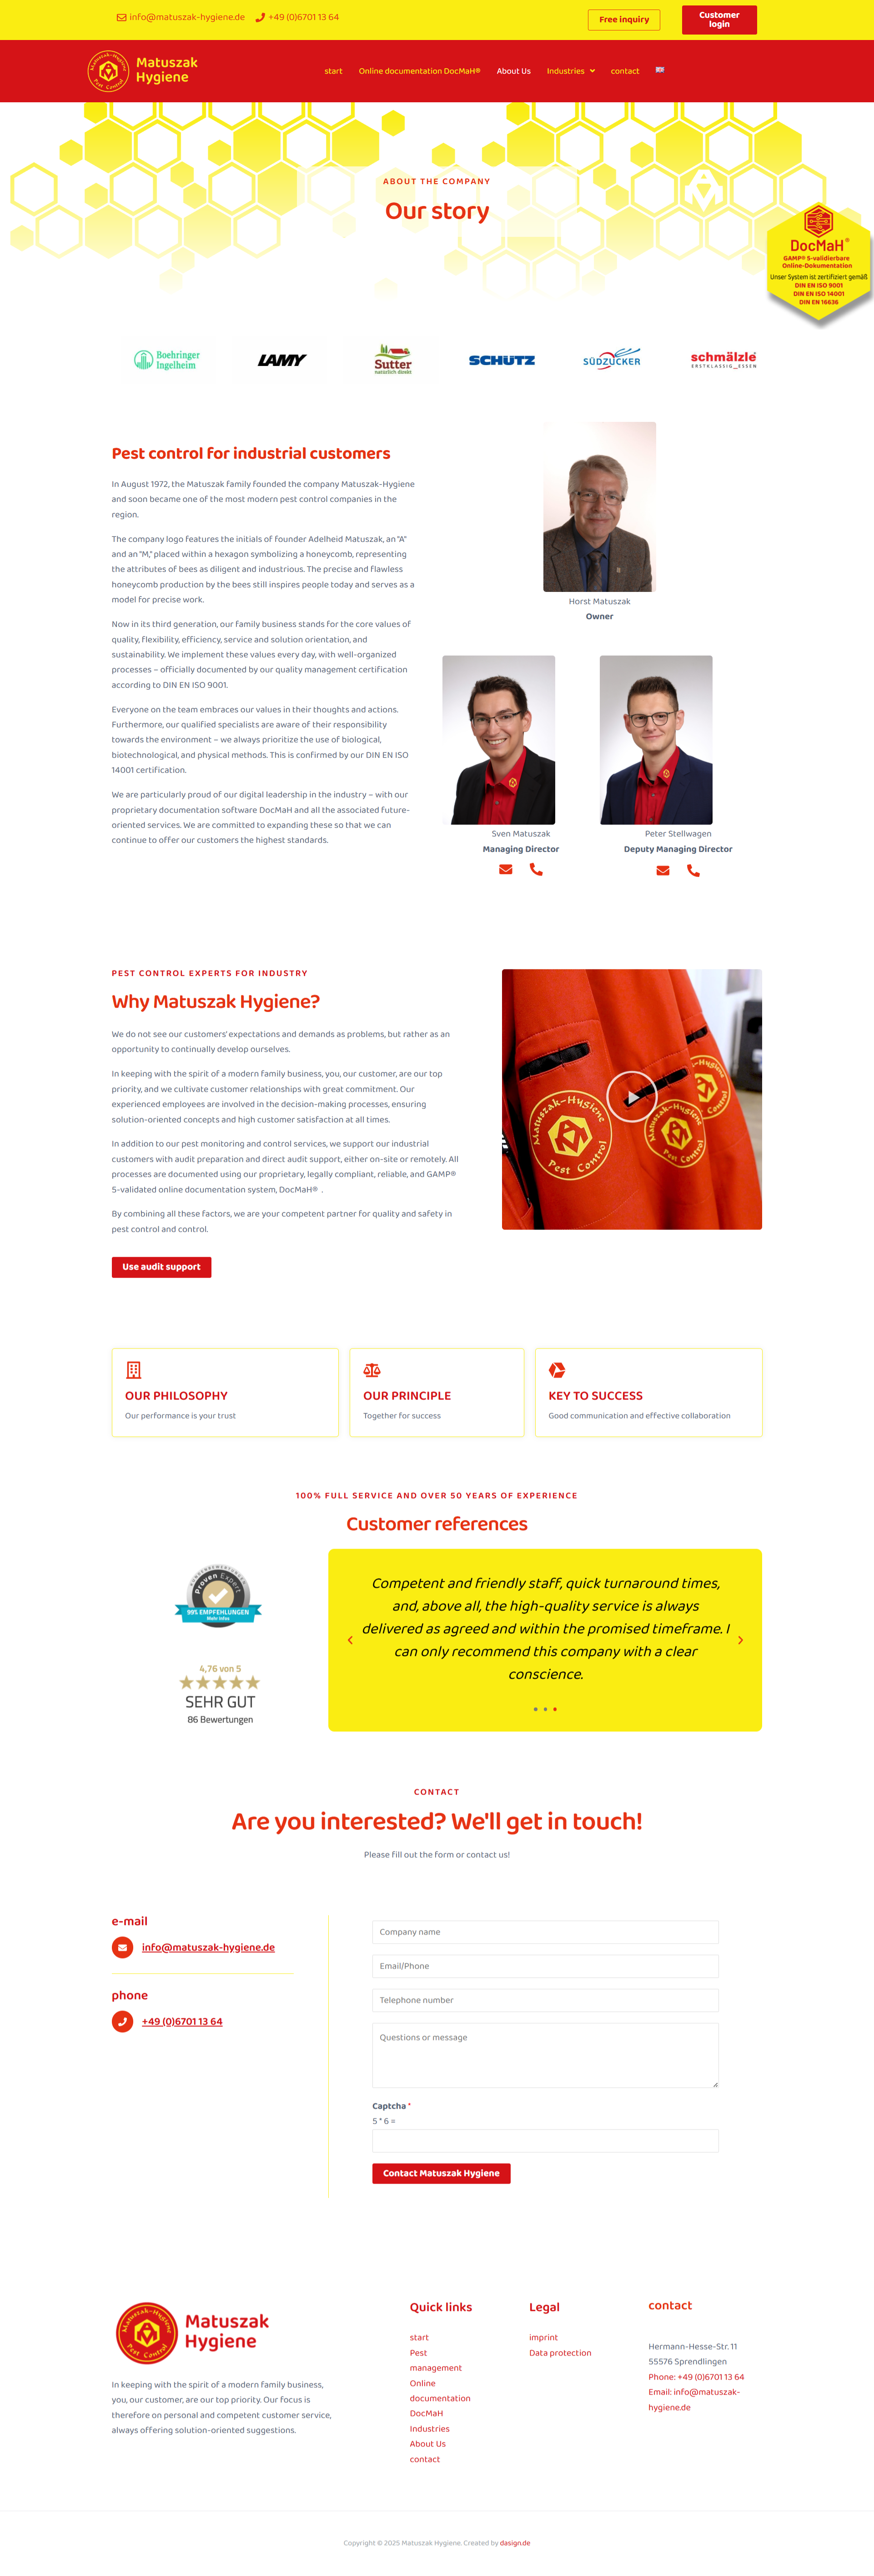 info@matuszak-hygiene.de
+49 (0)6701 13 64
Free inquiry
Customer
login
Matuszak
Hygiene
Matuszak-Hygiene
Pest Control
start
Online documentation DocMaH®
About Us
Industries
contact
ABOUT THE COMPANY
Our story
DocMaH®
GAMP® 5-validierbare
Online-Dokumentation
Unser System ist zertifiziert gemäß
DIN EN ISO 9001
DIN EN ISO 14001
DIN EN 16636
Boehringer
Ingelheim
LAMY
Sutter
natürlich direkt
SCHÜTZ
SÜDZUCKER
schmälzle
ERSTKLASSIG_ESSEN
Pest control for industrial customers
In August 1972, the Matuszak family founded the company Matuszak-Hygiene
and soon became one of the most modern pest control companies in the
region.
The company logo features the initials of founder Adelheid Matuszak, an "A"
and an "M," placed within a hexagon symbolizing a honeycomb, representing
the attributes of bees as diligent and industrious. The precise and flawless
honeycomb production by the bees still inspires people today and serves as a
model for precise work.
Now in its third generation, our family business stands for the core values of
quality, flexibility, efficiency, service and solution orientation, and
sustainability. We implement these values every day, with well-organized
processes – officially documented by our quality management certification
according to DIN EN ISO 9001.
Everyone on the team embraces our values in their thoughts and actions.
Furthermore, our qualified specialists are aware of their responsibility
towards the environment – we always prioritize the use of biological,
biotechnological, and physical methods. This is confirmed by our DIN EN ISO
14001 certification.
We are particularly proud of our digital leadership in the industry – with our
proprietary documentation software DocMaH and all the associated future-
oriented services. We are committed to expanding these so that we can
continue to offer our customers the highest standards.
Horst Matuszak
Owner
Sven Matuszak
Managing Director
Peter Stellwagen
Deputy Managing Director
PEST CONTROL EXPERTS FOR INDUSTRY
Why Matuszak Hygiene?
We do not see our customers' expectations and demands as problems, but rather as an
opportunity to continually develop ourselves.
In keeping with the spirit of a modern family business, you, our customer, are our top
priority, and we cultivate customer relationships with great commitment. Our
experienced employees are involved in the decision-making processes, ensuring
solution-oriented concepts and high customer satisfaction at all times.
In addition to our pest monitoring and control services, we support our industrial
customers with audit preparation and direct audit support, either on-site or remotely. All
processes are documented using our proprietary, legally compliant, reliable, and GAMP®
5-validated online documentation system, DocMaH® .
By combining all these factors, we are your competent partner for quality and safety in
pest control and control.
Use audit support
Matuszak-Hygiene
Pest Control
Matuszak-Hygiene
Pest Control
OUR PHILOSOPHY
Our performance is your trust
OUR PRINCIPLE
Together for success
KEY TO SUCCESS
Good communication and effective collaboration
100% FULL SERVICE AND OVER 50 YEARS OF EXPERIENCE
Customer references
Proven Expert
99% EMPFEHLUNGEN
Mehr Infos
4,76 von 5
SEHR GUT
86 Bewertungen
Competent and friendly staff, quick turnaround times,
and, above all, the high-quality service is always
delivered as agreed and within the promised timeframe. I
can only recommend this company with a clear
conscience.
CONTACT
Are you interested? We'll get in touch!
Please fill out the form or contact us!
e-mail
info@matuszak-hygiene.de
phone
+49 (0)6701 13 64
Company name
Email/Phone
Telephone number
Questions or message
Captcha *
5 * 6 =
Contact Matuszak Hygiene
Matuszak-Hygiene
Pest Control
Matuszak
Hygiene
In keeping with the spirit of a modern family business,
you, our customer, are our top priority. Our focus is
therefore on personal and competent customer service,
always offering solution-oriented suggestions.
Quick links
start
Pest
management
Online
documentation
DocMaH
Industries
About Us
contact
Legal
imprint
Data protection
contact
Hermann-Hesse-Str. 11
55576 Sprendlingen
Phone: +49 (0)6701 13 64
Email: info@matuszak-
hygiene.de
Copyright © 2025 Matuszak Hygiene. Created by dasign.de